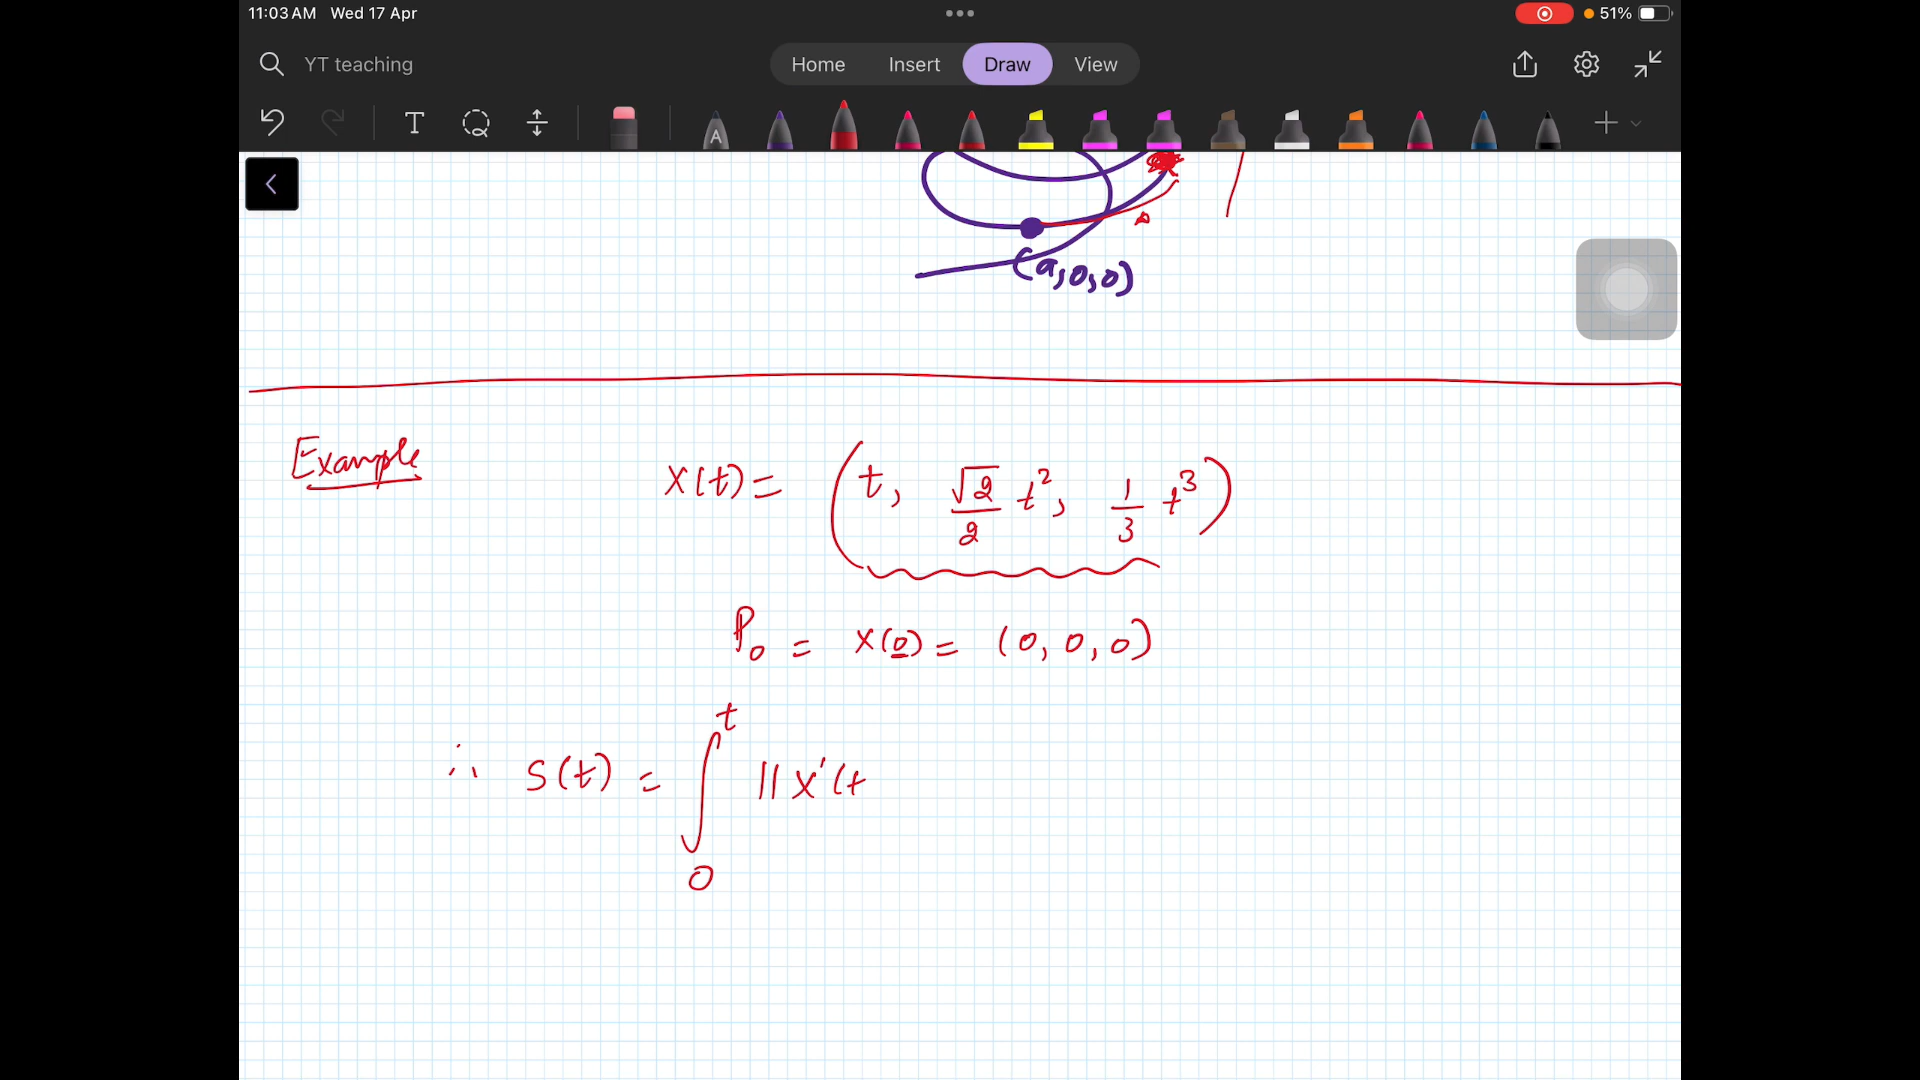 11:03 AM Wed 17 Apr 51%
YT teaching Home Insert Draw View
T A
(a,0,0)
Example X(t) = (t, √2/2 t², 1/3 t³)
P₀ = X(0) = (0, 0, 0)
∴ S(t) = ∫₀ᵗ ||X'(t